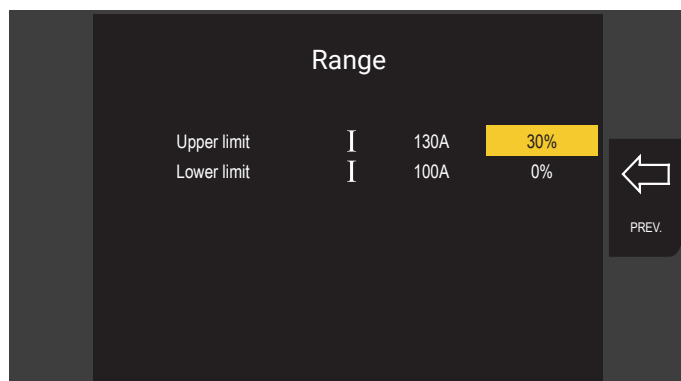 Range
Upper limit I 130A 30%
Lower limit I 100A 0%
PREV.